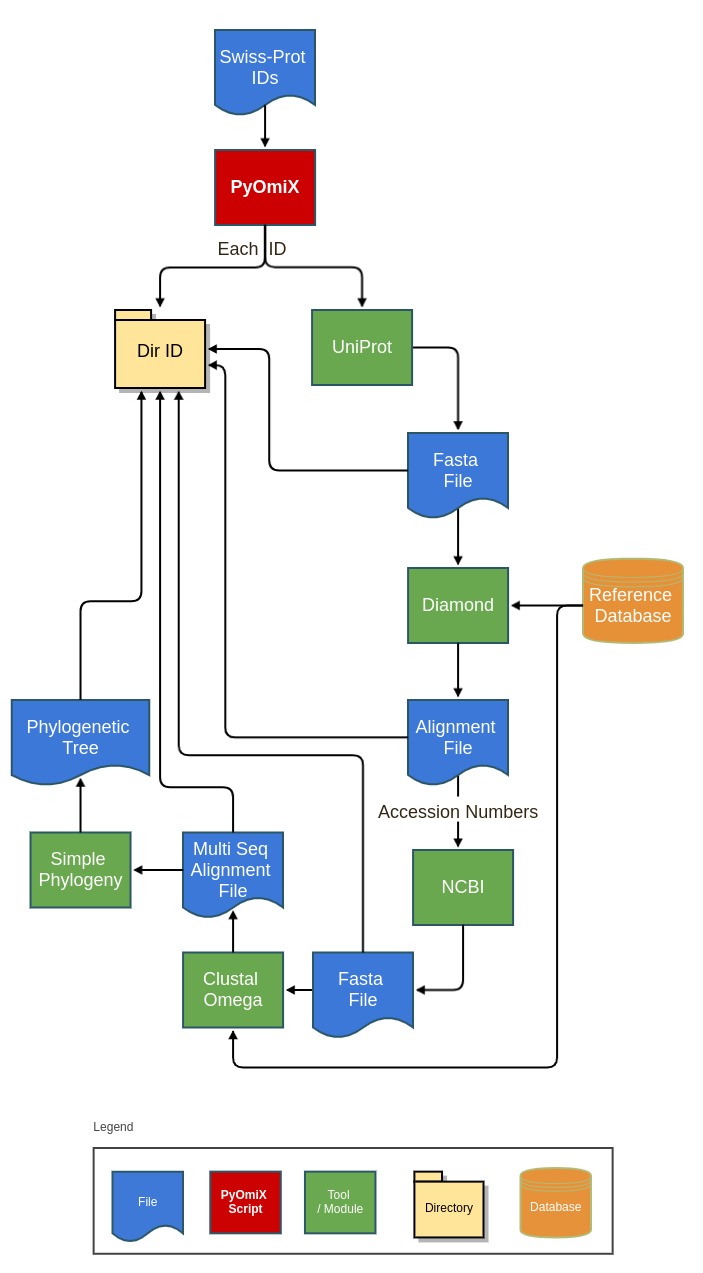 Swiss-Prot
IDs
PyOmiX
Each ID
Dir ID
UniProt
Fasta
File
Diamond
Reference
Database
Phylogenetic
Tree
Alignment
File
Accession Numbers
Simple
Phylogeny
Multi Seq
Alignment
File
NCBI
Clustal
Omega
Fasta
File
Legend
File
PyOmiX
Script
Tool
/ Module
Directory
Database